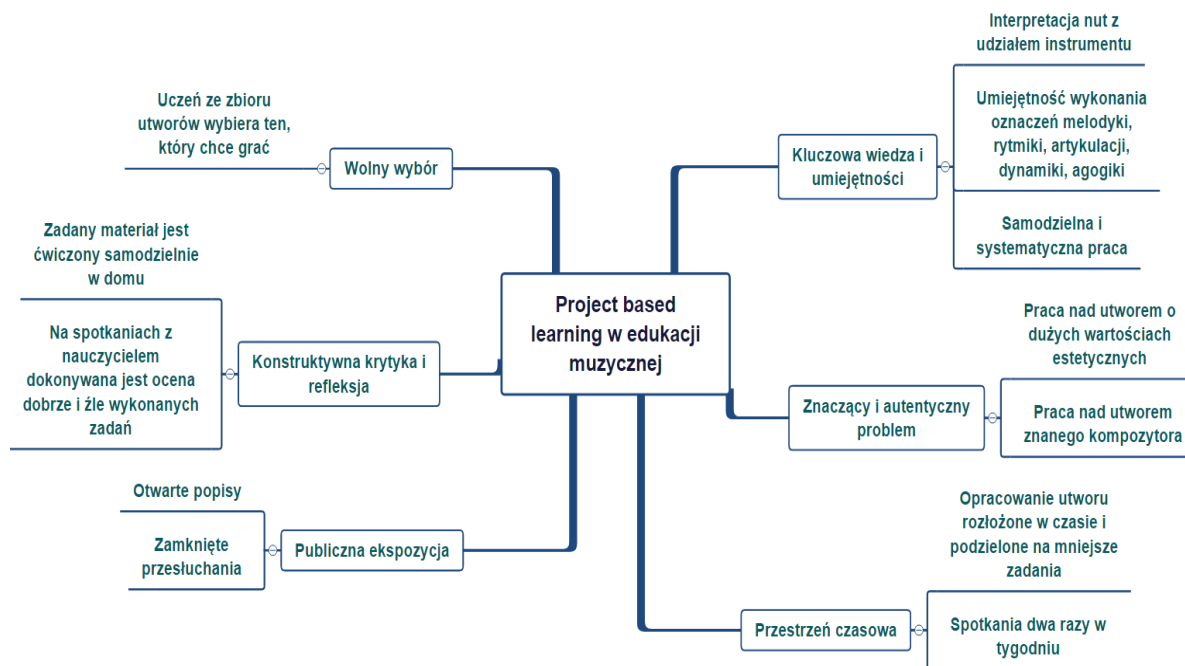 Project based
learning w edukacji
muzycznej
Wolny wybór
Uczeń ze zbioru
utworów wybiera ten,
który chce grać
Konstruktywna krytyka i
refleksja
Zadany materiał jest
ćwiczony samodzielnie
w domu
Na spotkaniach z
nauczycielem
dokonywana jest ocena
dobrze i źle wykonanych
zadań
Publiczna ekspozycja
Otwarte popisy
Zamknięte
przesłuchania
Kluczowa wiedza i
umiejętności
Interpretacja nut z
udziałem instrumentu
Umiejętność wykonania
oznaczeń melodyki,
rytmiki, artykulacji,
dynamiki, agogiki
Samodzielna i
systematyczna praca
Znaczący i autentyczny
problem
Praca nad utworem o
dużych wartościach
estetycznych
Praca nad utworem
znanego kompozytora
Przestrzeń czasowa
Opracowanie utworu
rozłożone w czasie i
podzielone na mniejsze
zadania
Spotkania dwa razy w
tygodniu